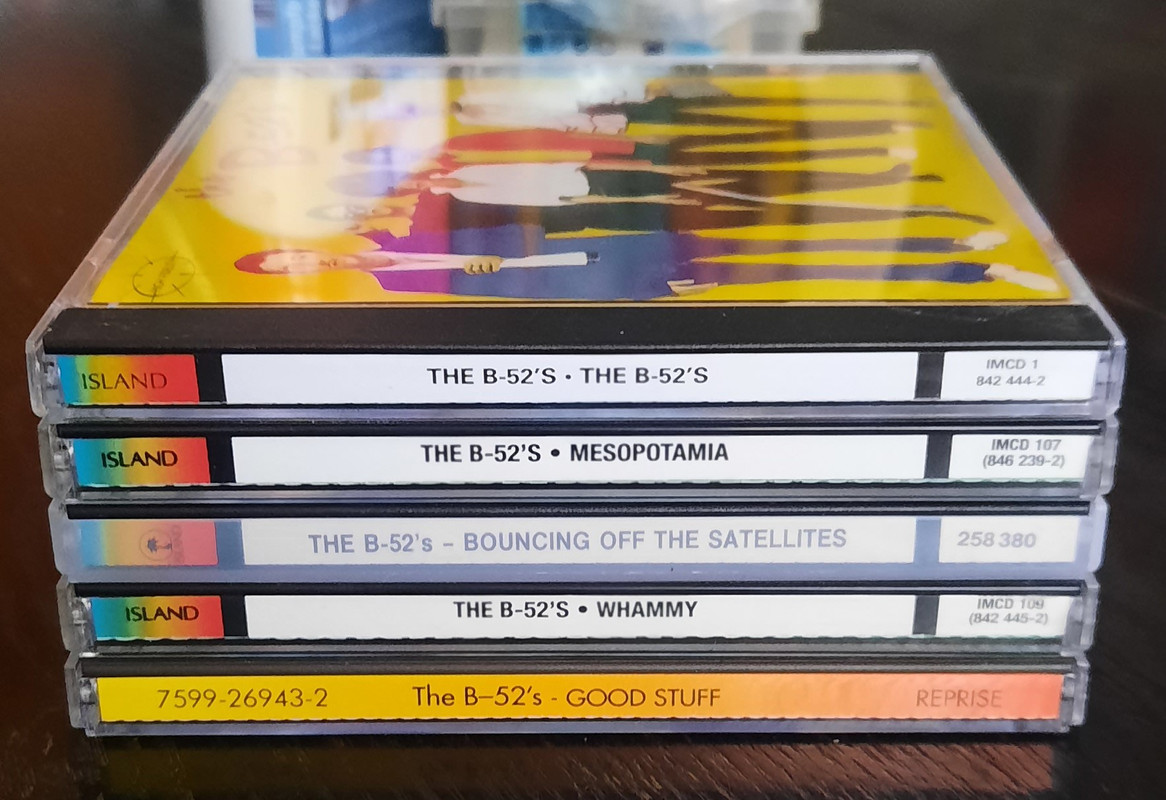 ISLAND THE B-52'S · THE B-52'S IMCD 1
842 444-2
ISLAND THE B-52'S • MESOPOTAMIA IMCD 107
(846 239-2)
ISLAND THE B-52's – BOUNCING OFF THE SATELLITES 258 380
ISLAND THE B-52'S • WHAMMY IMCD 109
(842 445-2)
7599-26943-2 The B–52's - GOOD STUFF REPRISE